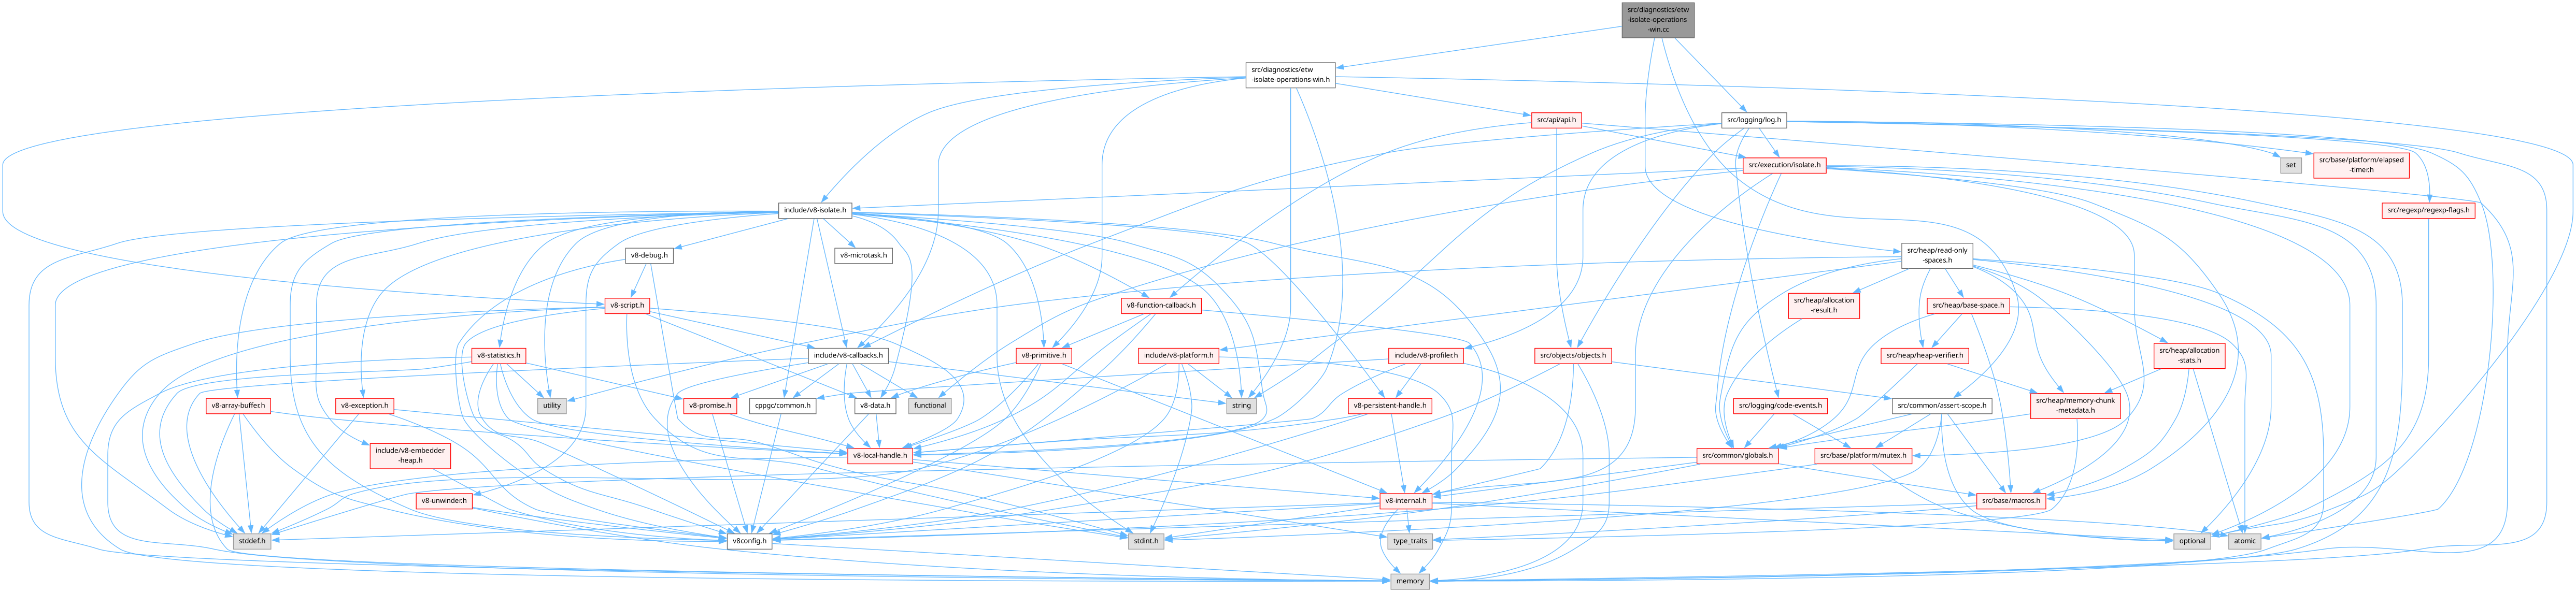 src/diagnostics/etw
-isolate-operations
-win.cc
src/diagnostics/etw
-isolate-operations-win.h
src/api/api.h
src/logging/log.h
src/execution/isolate.h
set
src/base/platform/elapsed
-timer.h
include/v8-isolate.h
src/regexp/regexp-flags.h
v8-debug.h
v8-microtask.h
src/heap/read-only
-spaces.h
v8-script.h
v8-function-callback.h
src/heap/allocation
-result.h
src/heap/base-space.h
v8-statistics.h
include/v8-callbacks.h
v8-primitive.h
include/v8-platform.h
include/v8-profiler.h
src/objects/objects.h
src/heap/heap-verifier.h
src/heap/allocation
-stats.h
v8-array-buffer.h
v8-exception.h
utility
v8-promise.h
cppgc/common.h
v8-data.h
functional
string
v8-persistent-handle.h
src/logging/code-events.h
src/common/assert-scope.h
src/heap/memory-chunk
-metadata.h
include/v8-embedder
-heap.h
v8-local-handle.h
src/common/globals.h
src/base/platform/mutex.h
v8-unwinder.h
v8-internal.h
src/base/macros.h
stddef.h
v8config.h
stdint.h
type_traits
optional
atomic
memory